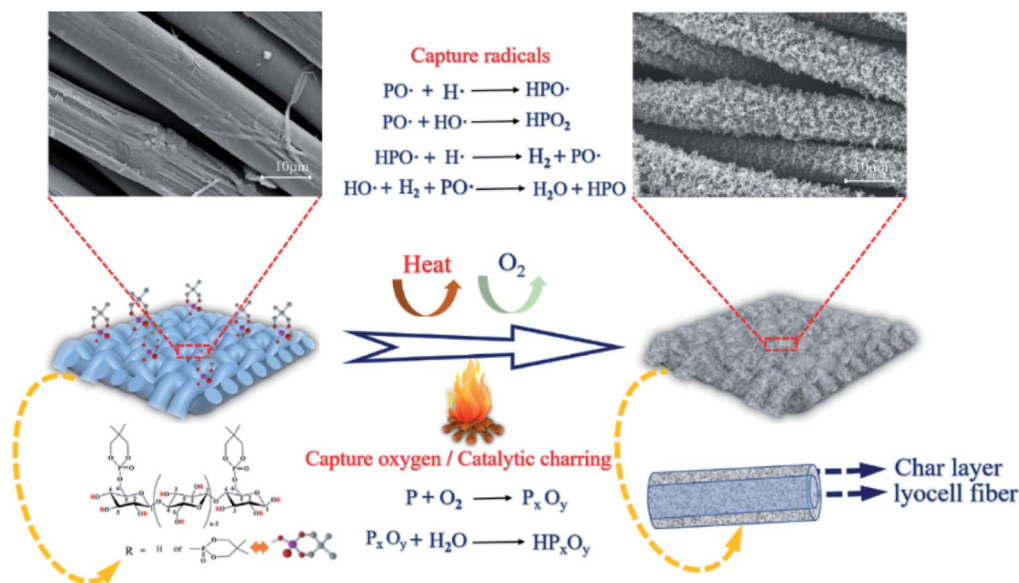 Capture radicals
PO· + H· → HPO·
PO· + HO· → HPO₂
HPO· + H· → H₂ + PO·
HO· + H₂ + PO· → H₂O + HPO
10μm
10μm
Heat
O₂
Capture oxygen / Catalytic charring
P + O₂ → PₓOᵧ
PₓOᵧ + H₂O → HPₓOᵧ
R = H or
Char layer
lyocell fiber